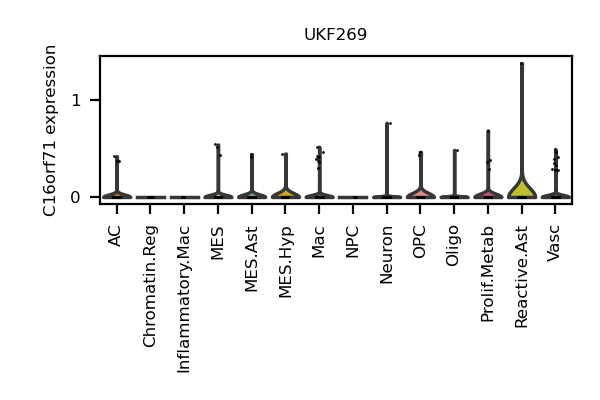 UKF269
C16orf71 expression
1
0
AC
Chromatin.Reg
Inflammatory.Mac
MES
MES.Ast
MES.Hyp
Mac
NPC
Neuron
OPC
Oligo
Prolif.Metab
Reactive.Ast
Vasc